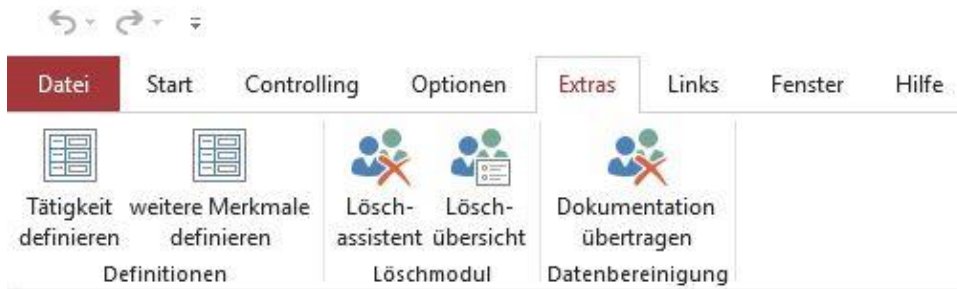 Datei Start Controlling Optionen Extras Links Fenster Hilfe
Tätigkeit weitere Merkmale Lösch- Lösch- Dokumentation
definieren definieren assistent übersicht übertragen
Definitionen Löschmodul Datenbereinigung